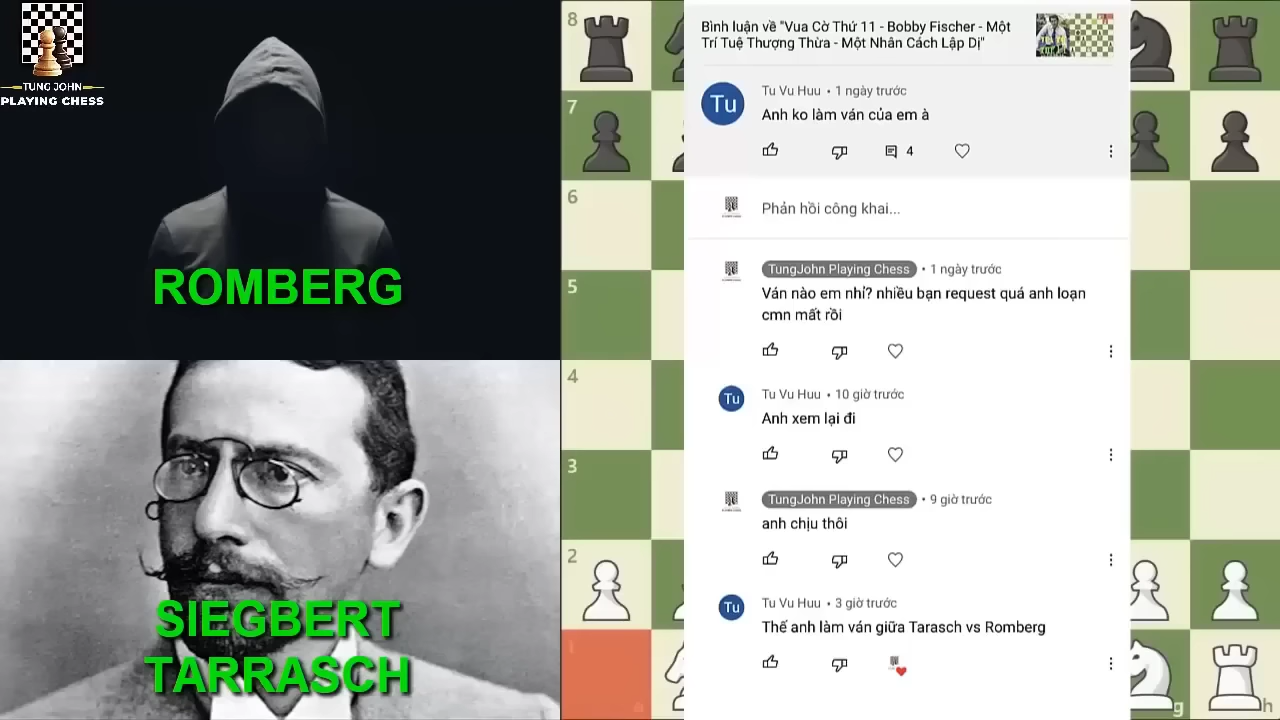 TUNG JOHN
PLAYING CHESS
ROMBERG
SIEGBERT
TARRASCH
8
7
6
5
4
3
2
1
g
h
Bình luận về "Vua Cờ Thứ 11 - Bobby Fischer - Một
Trí Tuệ Thượng Thừa - Một Nhân Cách Lập Dị"
Tu
Tu Vu Huu • 1 ngày trước
Anh ko làm ván của em à
4
Phản hồi công khai...
TungJohn Playing Chess • 1 ngày trước
Ván nào em nhỉ? nhiều bạn request quá anh loạn
cmn mất rồi
Tu
Tu Vu Huu • 10 giờ trước
Anh xem lại đi
TungJohn Playing Chess • 9 giờ trước
anh chịu thôi
Tu
Tu Vu Huu • 3 giờ trước
Thế anh làm ván giữa Tarasch vs Romberg